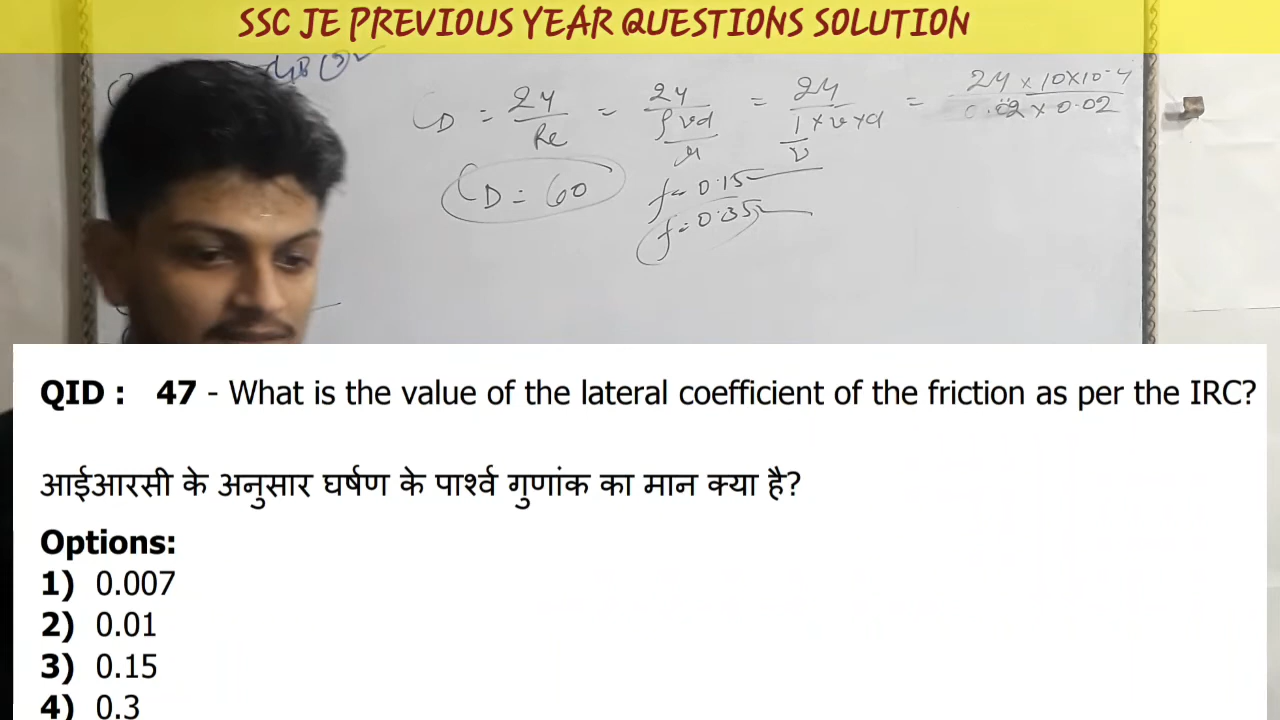 SSC JE PREVIOUS YEAR QUESTIONS SOLUTION
CD = 24/Re = 24/(ρvd/μ) = 24/(1/ν × v × d) = 24 × 10 × 10⁻⁴/(0.02 × 0.02)
CD = 60
f = 0.15
f = 0.35
QID : 47 - What is the value of the lateral coefficient of the friction as per the IRC?
आईआरसी के अनुसार घर्षण के पार्श्व गुणांक का मान क्या है?
Options:
1) 0.007
2) 0.01
3) 0.15
4) 0.3